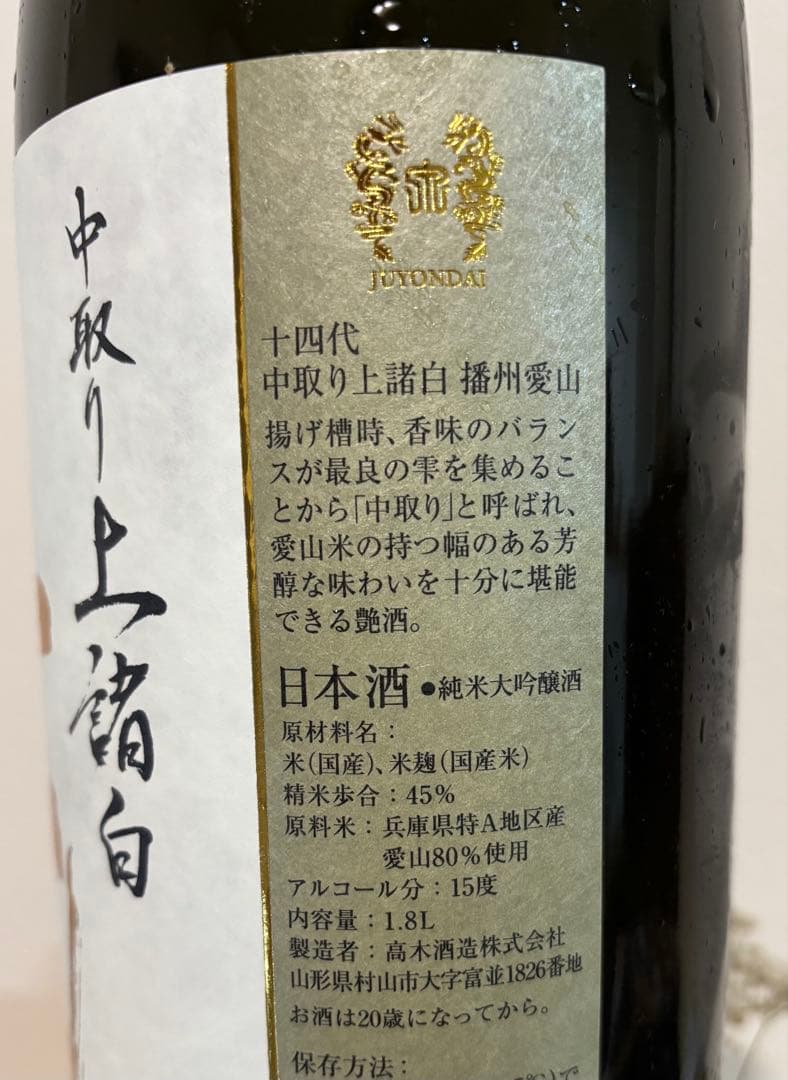 中取り上諸白
JUYONDAI
十四代
中取り上諸白 播州愛山
揚げ槽時、香味のバラン
スが最良の雫を集めるこ
とから「中取り」と呼ばれ、
愛山米の持つ幅のある芳
醇な味わいを十分に堪能
できる艶酒。
日本酒 ●純米大吟醸酒
原材料名：
米(国産)、米麹(国産米)
精米歩合：45%
原料米：兵庫県特A地区産
愛山80%使用
アルコール分：15度
内容量：1.8L
製造者：高木酒造株式会社
山形県村山市大字富並1826番地
お酒は20歳になってから。
保存方法：